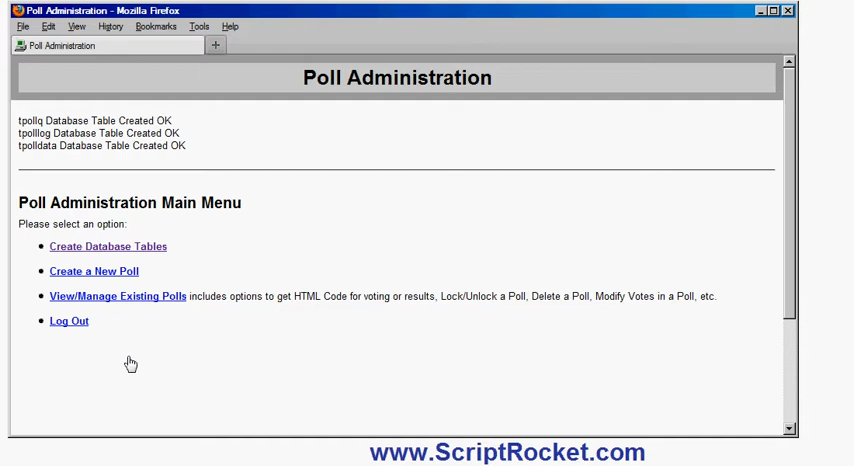 Poll Administration - Mozilla Firefox
File Edit View History Bookmarks Tools Help
Poll Administration
Poll Administration
tpollq Database Table Created OK
tpolllog Database Table Created OK
tpolldata Database Table Created OK
Poll Administration Main Menu
Please select an option:
Create Database Tables
Create a New Poll
View/Manage Existing Polls includes options to get HTML Code for voting or results, Lock/Unlock a Poll, Delete a Poll, Modify Votes in a Poll, etc.
Log Out
www.ScriptRocket.com